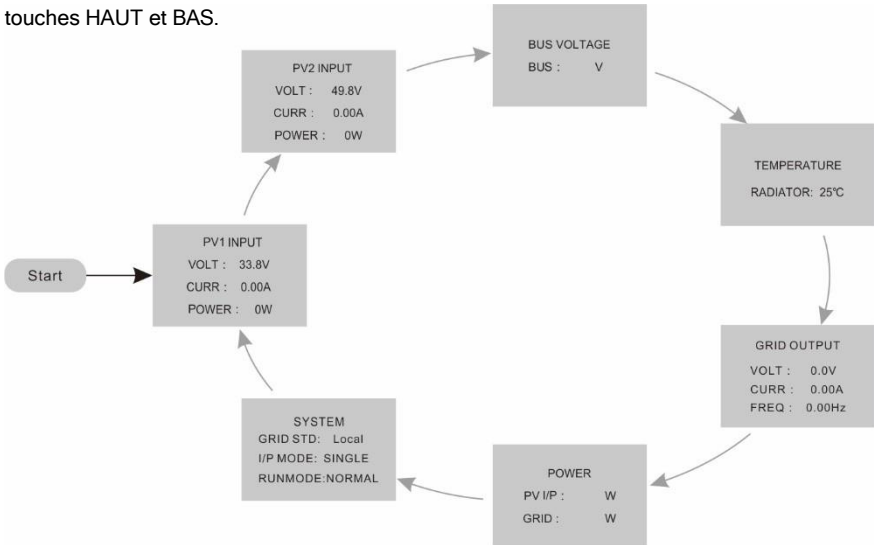 touches HAUT et BAS.
Start
PV1 INPUT
VOLT : 33.8V
CURR : 0.00A
POWER : 0W
PV2 INPUT
VOLT : 49.8V
CURR : 0.00A
POWER : 0W
BUS VOLTAGE
BUS : V
TEMPERATURE
RADIATOR: 25℃
GRID OUTPUT
VOLT : 0.0V
CURR : 0.00A
FREQ : 0.00Hz
POWER
PV I/P : W
GRID : W
SYSTEM
GRID STD: Local
I/P MODE: SINGLE
RUNMODE:NORMAL